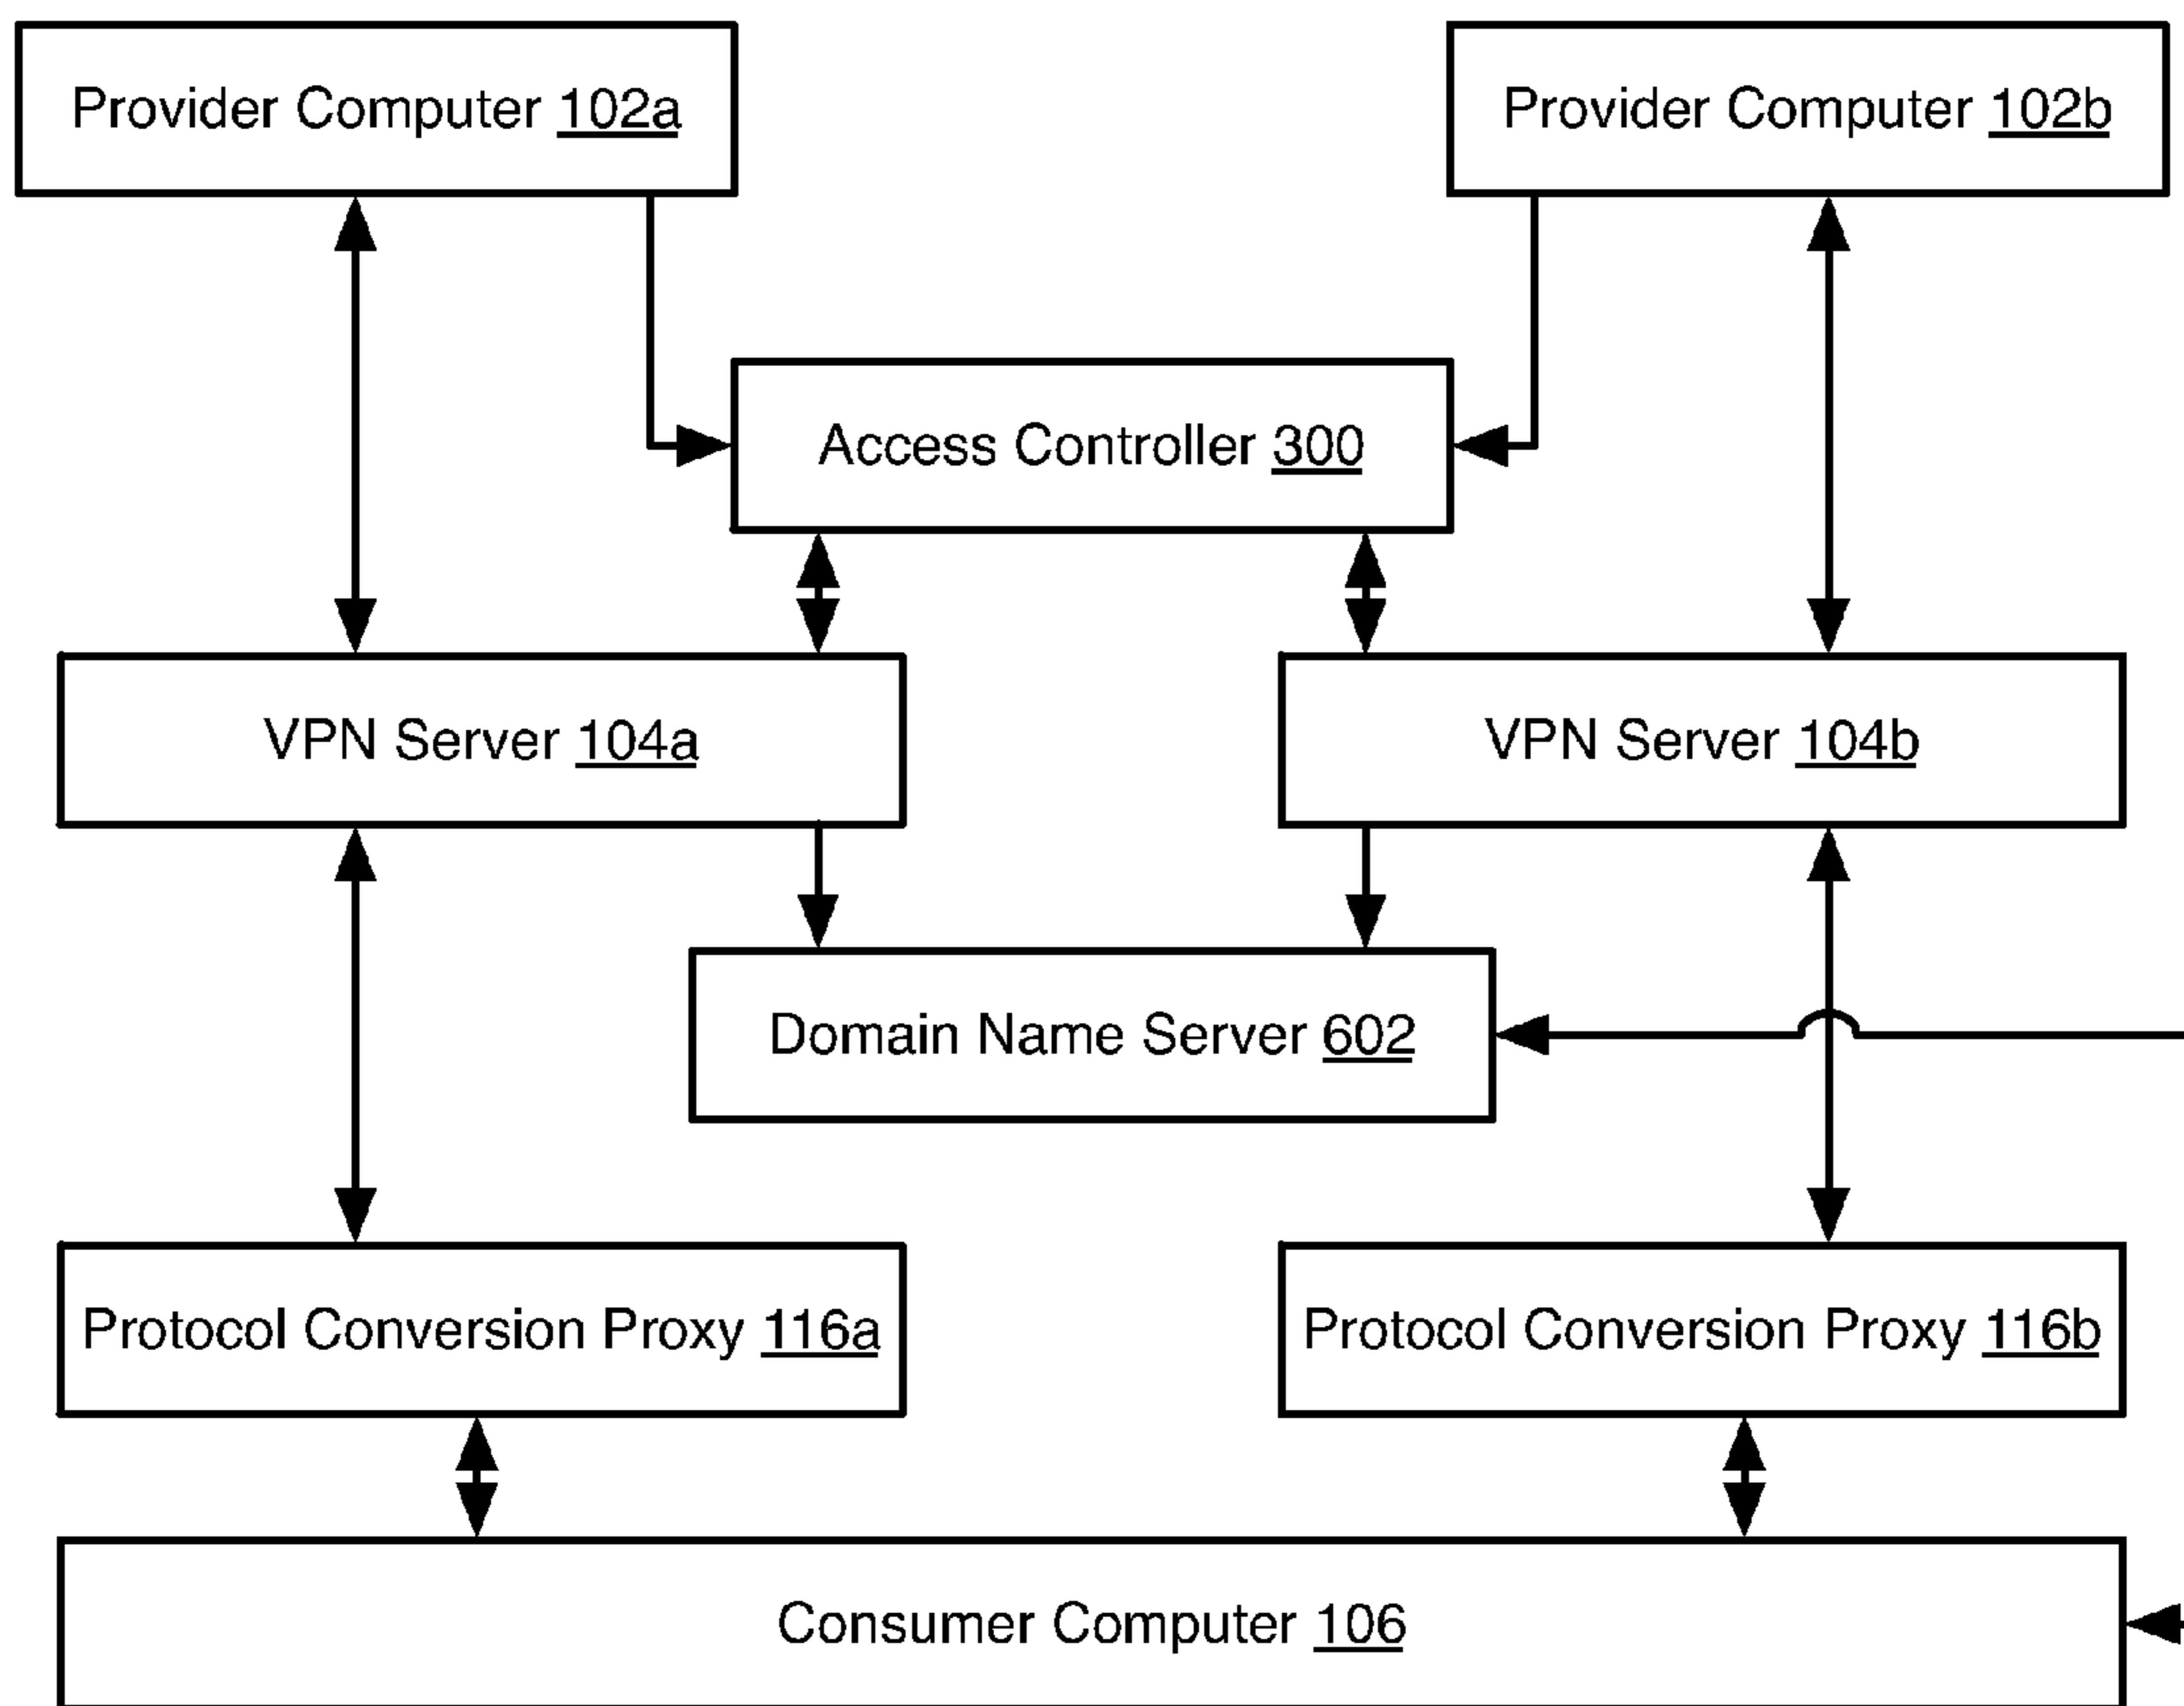 Provider Computer 102a
Provider Computer 102b
Access Controller 300
VPN Server 104a
VPN Server 104b
Domain Name Server 602
Protocol Conversion Proxy 116a
Protocol Conversion Proxy 116b
Consumer Computer 106